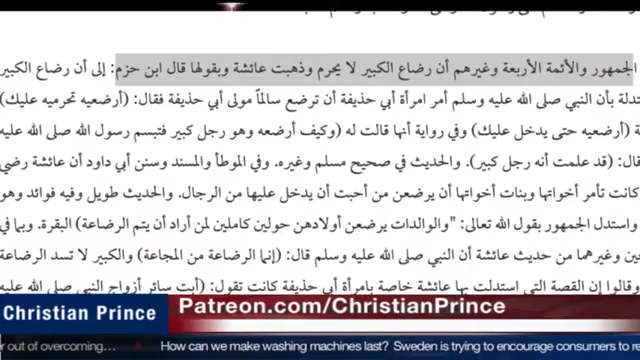 الجمهور والأئمة الأربعة وغيرهم أن رضاع الكبير لا يحرم وذهبت عائشة وبقولها قال ابن حزم: إلى أن رضاع الكبير
تدلة بأن النبي صلى الله عليه وسلم أمر امرأة أبي حذيفة أن ترضع سالماً مولى أبي حذيفة فقال: (أرضعيه تحرمي عليك)
ة (أرضعيه حتى يدخل عليك) وفي رواية أنها قالت له (وكيف أرضعه وهو رجل كبير فتبسم رسول الله صلى الله عليه
قال: (قد علمت أنه رجل كبير). والحديث في صحيح مسلم وغيره. وفي الموطأ والمسند وسنن أبي داود أن عائشة رضي
كانت تأمر أخواتها وبنات أخواتها أن يرضعن من أحبت أن يدخل عليها من الرجال. والحديث طويل وفيه فوائد وهو
واستدل الجمهور بقول الله تعالى: "والوالدات يرضعن أولادهن حولين كاملين لمن أراد أن يتم الرضاعة) البقرة. وبما في
حين وغيرهما من حديث عائشة أن النبي صلى الله عليه وسلم قال: (إنما الرضاعة من المجاعة) والكبير لا تسد الرضاعة
وقالوا إن القصة التي استدلت بها عائشة خاصة بامرأة أبي حذيفة كانت تقول: (أبت سائر أزواج النبي صلى الله عليه
Christian Prince
Patreon.com/ChristianPrince
r out of overcoming...
How can we make washing machines last? Sweden is trying to encourage consumers to re